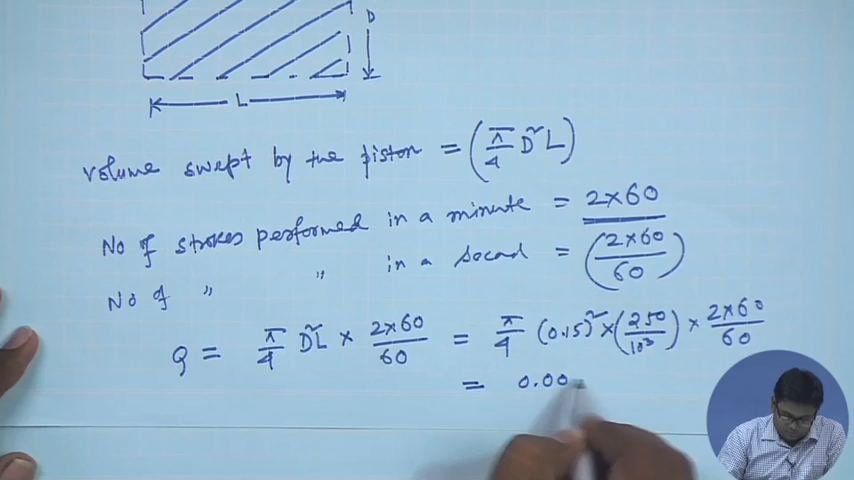 D
L
volume swept by the piston = (π/4 D² L)
No of strokes performed in a minute = 2×60
No of " " in a secod = (2×60/60)
Q = π/4 D²L × 2×60/60 = π/4 (0.15)² × (250/10³) × 2×60/60
= 0.00